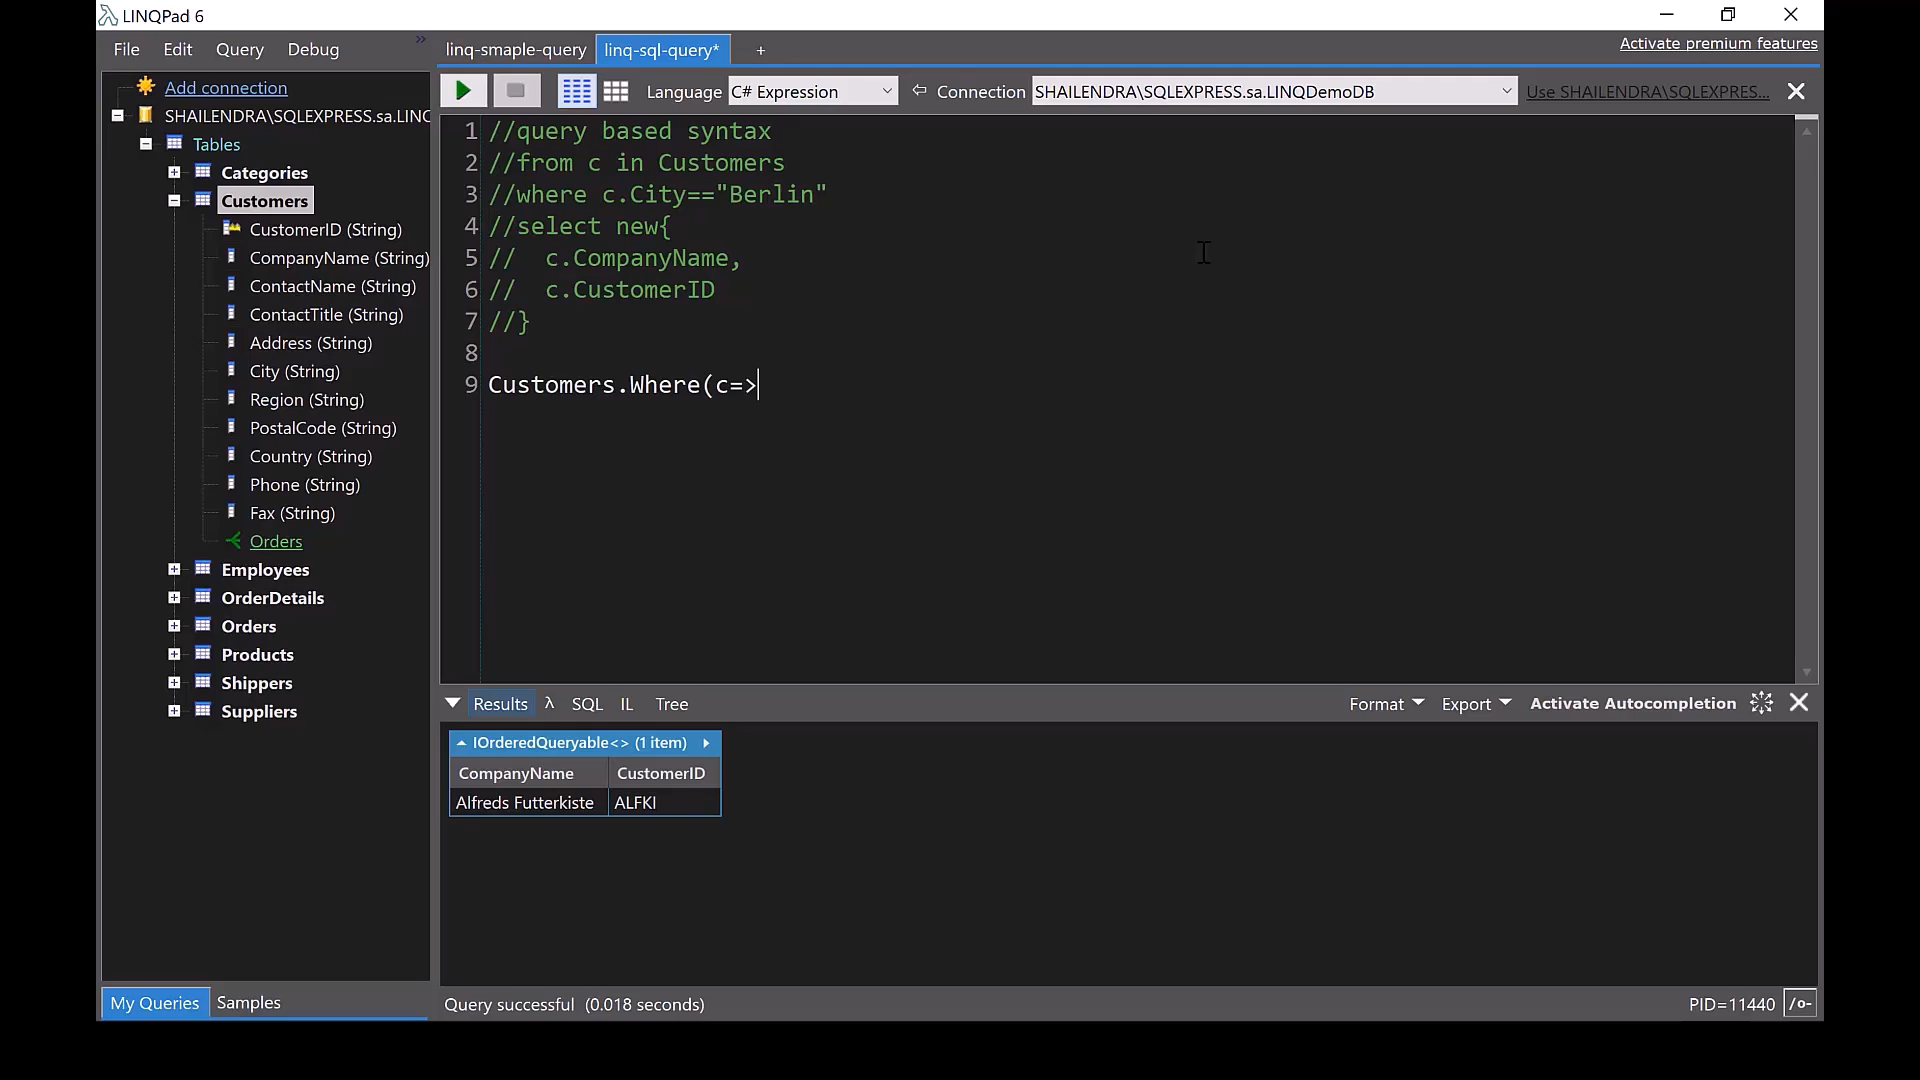 LINQPad 6
File Edit Query Debug
linq-smaple-query linq-sql-query* +
Activate premium features
Add connection
SHAILENDRA\SQLEXPRESS.sa.LINQ
Tables
Categories
Customers
CustomerID (String)
CompanyName (String)
ContactName (String)
ContactTitle (String)
Address (String)
City (String)
Region (String)
PostalCode (String)
Country (String)
Phone (String)
Fax (String)
Orders
Employees
OrderDetails
Orders
Products
Shippers
Suppliers
My Queries Samples
Language C# Expression Connection SHAILENDRA\SQLEXPRESS.sa.LINQDemoDB Use SHAILENDRA\SQLEXPRES...
1 //query based syntax
2 //from c in Customers
3 //where c.City=="Berlin"
4 //select new{
5 //  c.CompanyName,
6 //  c.CustomerID
7 //}
8
9 Customers.Where(c=>
Results λ SQL IL Tree
Format Export Activate Autocompletion
IOrderedQueryable<> (1 item)
CompanyName CustomerID
Alfreds Futterkiste ALFKI
Query successful (0.018 seconds)
PID=11440 /o-